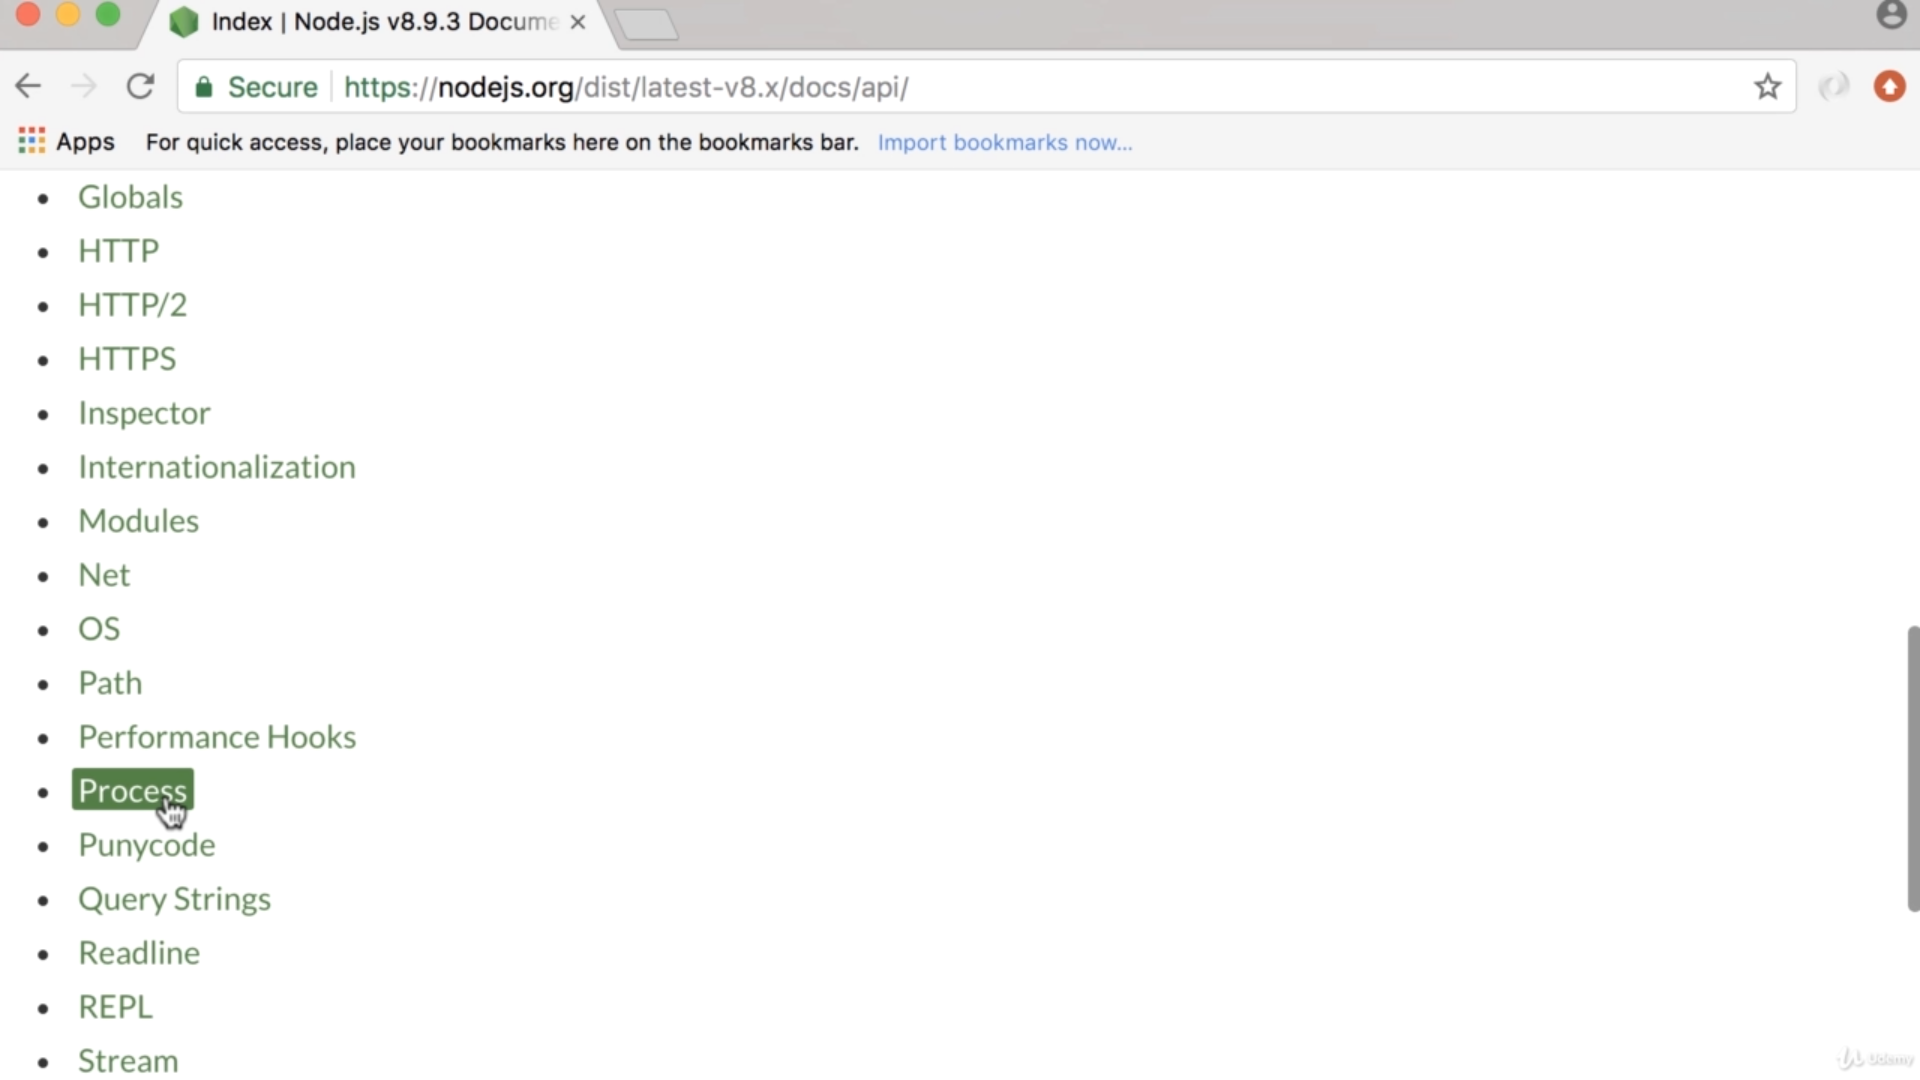 Index | Node.js v8.9.3 Docume
Secure https://nodejs.org/dist/latest-v8.x/docs/api/
Apps For quick access, place your bookmarks here on the bookmarks bar. Import bookmarks now...
Globals
HTTP
HTTP/2
HTTPS
Inspector
Internationalization
Modules
Net
OS
Path
Performance Hooks
Process
Punycode
Query Strings
Readline
REPL
Stream
Udemy